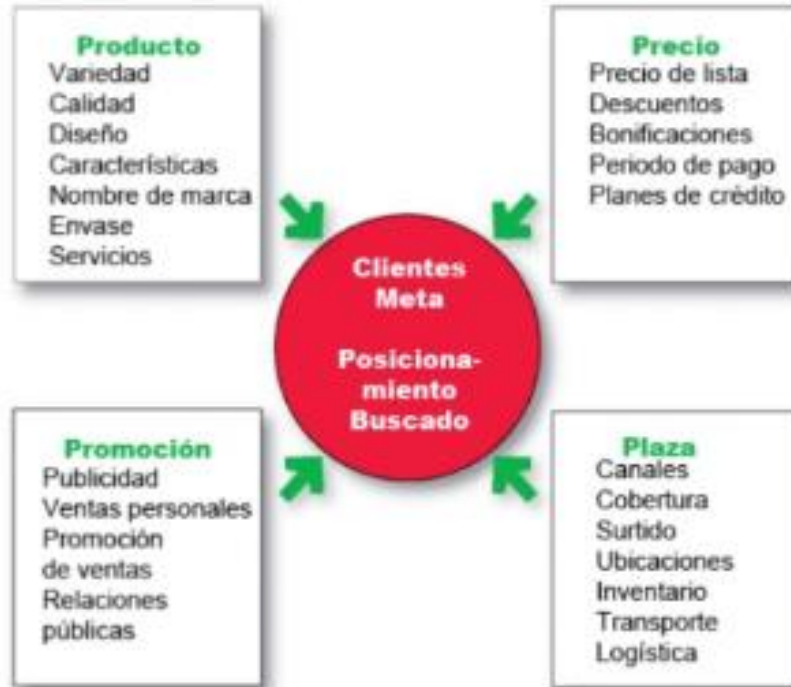 Producto
Variedad
Calidad
Diseño
Características
Nombre de marca
Envase
Servicios
Precio
Precio de lista
Descuentos
Bonificaciones
Periodo de pago
Planes de crédito
Clientes
Meta
Posiciona-
miento
Buscado
Promoción
Publicidad
Ventas personales
Promoción
de ventas
Relaciones
públicas
Plaza
Canales
Cobertura
Surtido
Ubicaciones
Inventario
Transporte
Logística